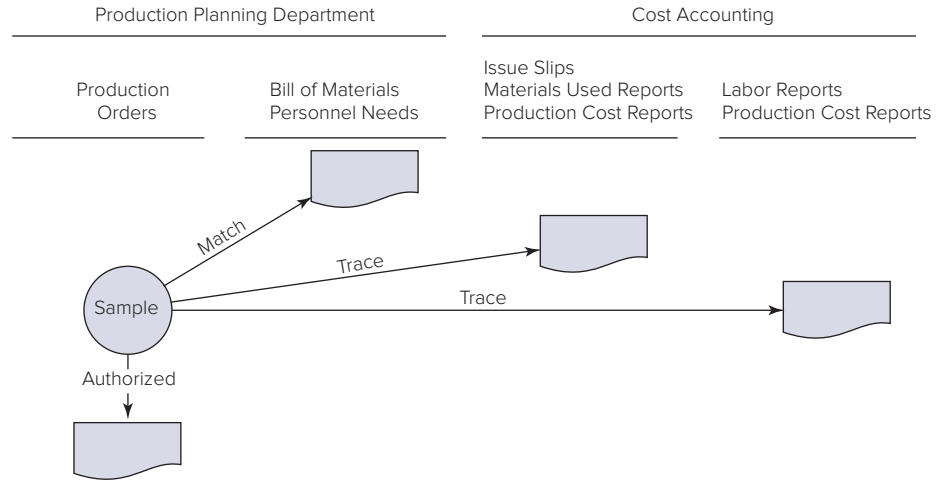 Production Planning Department
Cost Accounting
Production
Orders
Bill of Materials
Personnel Needs
Issue Slips
Materials Used Reports
Production Cost Reports
Labor Reports
Production Cost Reports
Match
Trace
Trace
Sample
Authorized